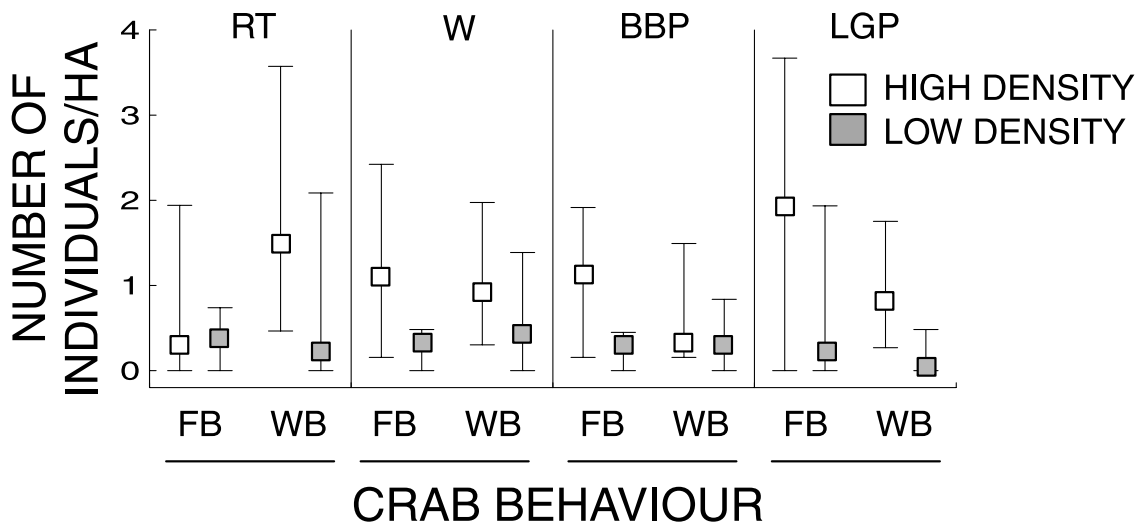 NUMBER OF
INDIVIDUALS/HA
4
3
2
1
0
RT
W
BBP
LGP
HIGH DENSITY
LOW DENSITY
FB
WB
FB
WB
FB
WB
FB
WB
CRAB BEHAVIOUR